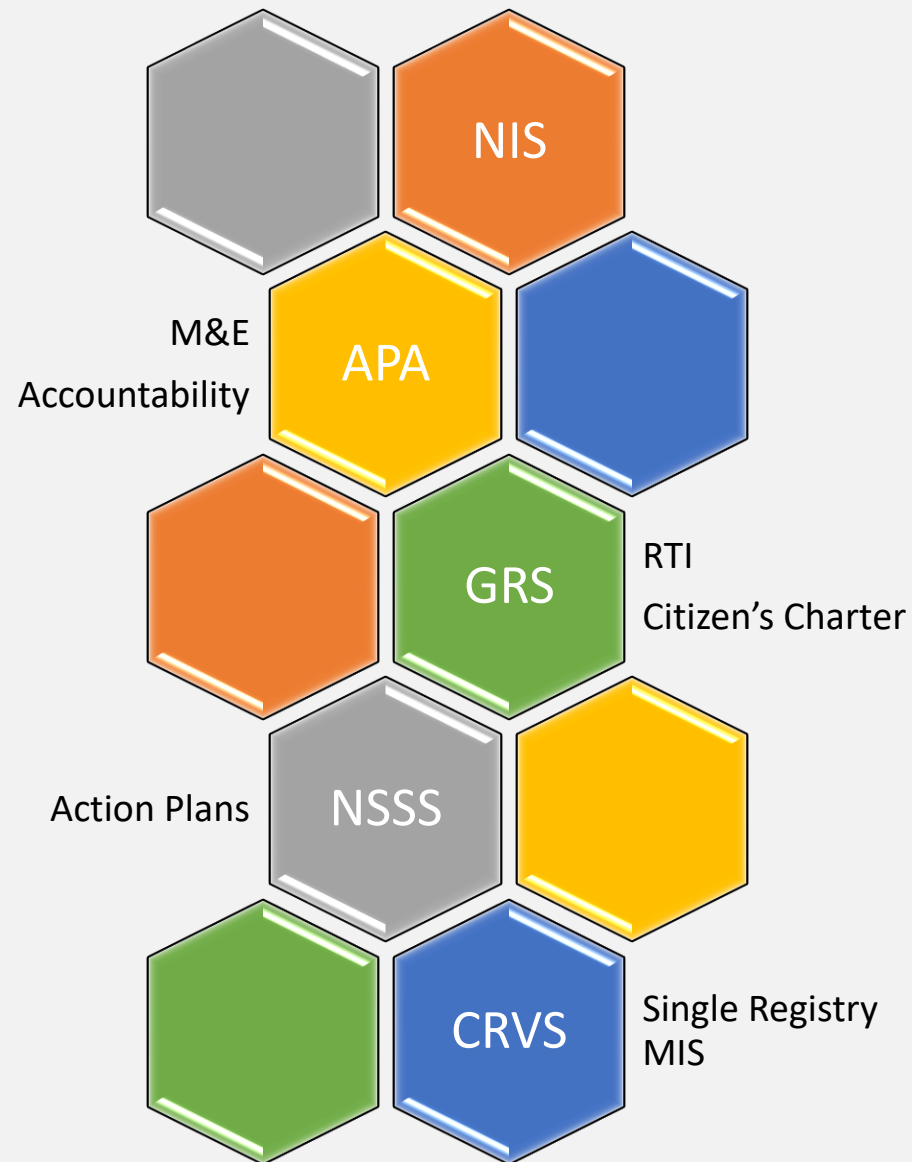 NIS
M&E
Accountability
APA
GRS
RTI
Citizen’s Charter
Action Plans
NSSS
CRVS
Single Registry
MIS